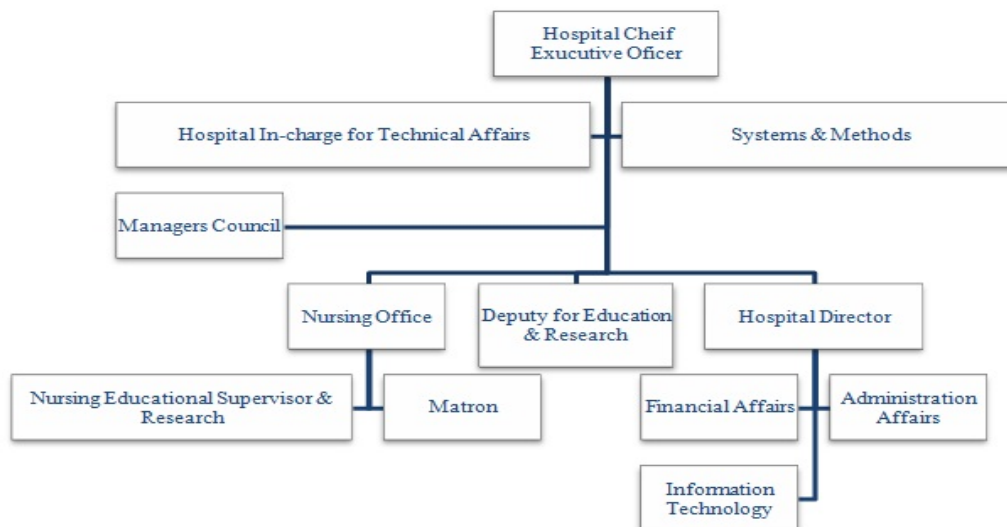 Hospital Cheif
Exucutive Oficer
Hospital In-charge for Technical Affairs
Systems & Methods
Managers Council
Nursing Office
Deputy for Education
& Research
Hospital Director
Nursing Educational Supervisor &
Research
Matron
Financial Affairs
Administration
Affairs
Information
Technology